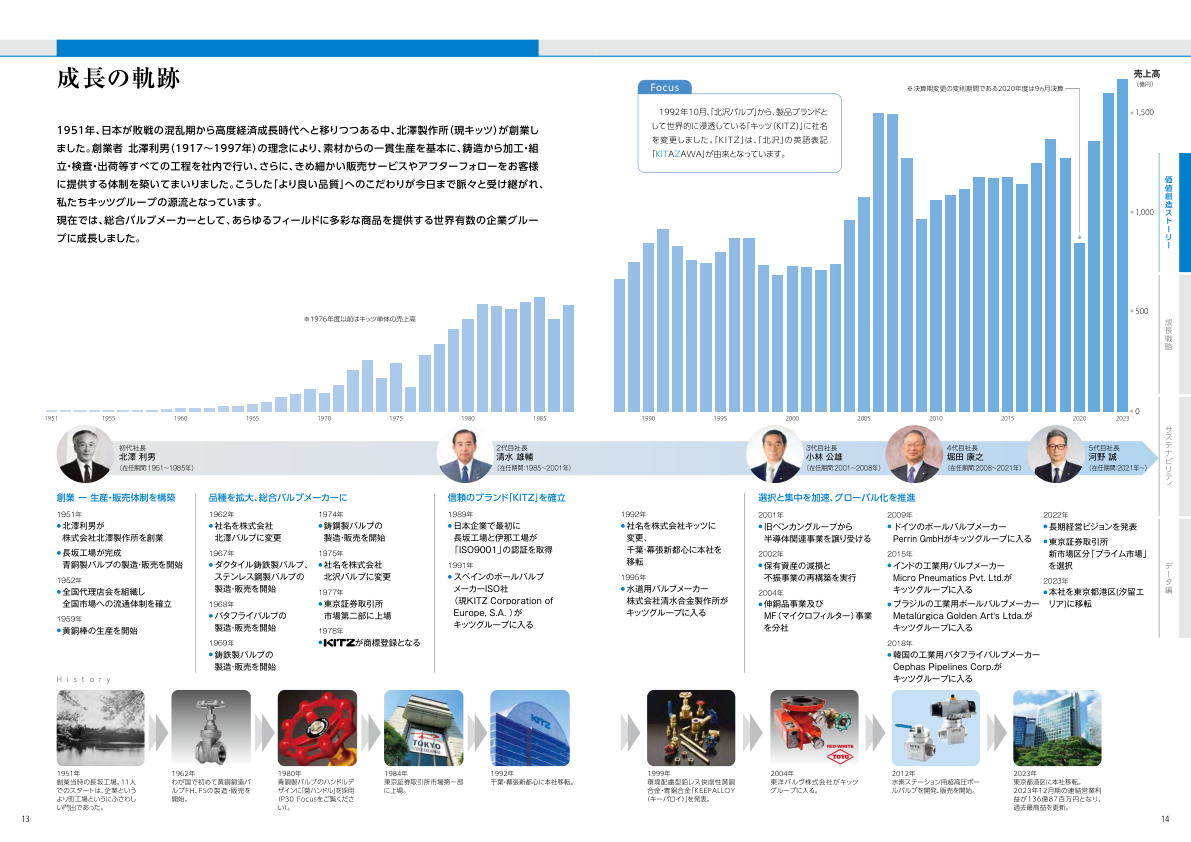 成長の軌跡
1951年、日本が敗戦の混乱期から高度経済成長時代へと移りつつある中、北澤製作所（現キッツ）が創業し
ました。創業者 北澤利男（1917～1997年）の理念により、素材からの一貫生産を基本に、鋳造から加工・組
立・検査・出荷等すべての工程を社内で行い、さらに、きめ細かい販売サービスやアフターフォローをお客様
に提供する体制を築いてまいりました。こうした「より良い品質」へのこだわりが今日まで脈々と受け継がれ、
私たちキッツグループの源流となっています。
現在では、総合バルブメーカーとして、あらゆるフィールドに多彩な商品を提供する世界有数の企業グルー
プに成長しました。
Focus
1992年10月、「北沢バルブ」から、製品ブランドと
して世界的に浸透している「キッツ（KITZ）」に社名
を変更しました。「KITZ」は、「北沢」の英語表記
「KITAZAWA」が由来となっています。
※決算期変更の変則期間である2020年度は9ヵ月決算
売上高
（億円）
1,500
1,000
500
0
※
※1976年度以前はキッツ単体の売上高
1951
1955
1960
1965
1970
1975
1980
1985
1990
1995
2000
2005
2010
2015
2020
2023
初代社長
北澤 利男
（在任期間:1951～1985年）
2代目社長
清水 雄輔
（在任期間:1985～2001年）
3代目社長
小林 公雄
（在任期間:2001～2008年）
4代目社長
堀田 康之
（在任期間:2008～2021年）
5代目社長
河野 誠
（在任期間:2021年～）
創業 ー 生産・販売体制を構築
1951年
●北澤利男が
株式会社北澤製作所を創業
●長坂工場が完成
青銅製バルブの製造・販売を開始
1952年
●全国代理店会を組織し
全国市場への流通体制を確立
1959年
●黄銅棒の生産を開始
品種を拡大、総合バルブメーカーに
1962年
●社名を株式会社
北澤バルブに変更
1967年
●ダクタイル鋳鉄製バルブ、
ステンレス鋼製バルブの
製造・販売を開始
1968年
●バタフライバルブの
製造・販売を開始
1969年
●鋳鉄製バルブの
製造・販売を開始
1974年
●鋳鋼製バルブの
製造・販売を開始
1975年
●社名を株式会社
北沢バルブに変更
1977年
●東京証券取引所
市場第二部に上場
1978年
●KITZが商標登録となる
信頼のブランド「KITZ」を確立
1989年
●日本企業で最初に
長坂工場と伊那工場が
「ISO9001」の認証を取得
1991年
●スペインのボールバルブ
メーカーISO社
（現KITZ Corporation of
Europe, S.A. ）が
キッツグループに入る
1992年
●社名を株式会社キッツに
変更、
千葉・幕張新都心に本社を
移転
1995年
●水道用バルブメーカー
株式会社清水合金製作所が
キッツグループに入る
選択と集中を加速、グローバル化を推進
2001年
●旧ベンカングループから
半導体関連事業を譲り受ける
2002年
●保有資産の減損と
不振事業の再構築を実行
2004年
●伸銅品事業及び
MF（マイクロフィルター）事業
を分社
2009年
●ドイツのボールバルブメーカー
Perrin GmbHがキッツグループに入る
2015年
●インドの工業用バルブメーカー
Micro Pneumatics Pvt. Ltd.が
キッツグループに入る
●ブラジルの工業用ボールバルブメーカー
Metalúrgica Golden Art's Ltda.が
キッツグループに入る
2018年
●韓国の工業用バタフライバルブメーカー
Cephas Pipelines Corp.が
キッツグループに入る
2022年
●長期経営ビジョンを発表
●東京証券取引所
新市場区分「プライム市場」
を選択
2023年
●本社を東京都港区（汐留エ
リア）に移転
History
TOKYO
KITZ
RED-WHITE
TOYO
1951年
創業当時の長坂工場。11人
でのスタートは、企業という
より町工場というにふさわし
い門出であった。
1962年
わが国で初めて黄銅鍛造バ
ルブFH、FSの製造・販売を
開始。
1980年
青銅製バルブのハンドルデ
ザインに「菊ハンドル」を採用
（P30 Focusをご覧くださ
い）。
1984年
東京証券取引所市場第一部
に上場。
1992年
千葉・幕張新都心に本社移転。
1999年
環境配慮型鉛レス快削性黄銅
合金・青銅合金「KEEPALLOY
（キーパロイ）」を発表。
2004年
東洋バルヴ株式会社がキッツ
グループに入る。
2012年
水素ステーション用超高圧ボー
ルバルブを開発、販売を開始。
2023年
東京都港区に本社移転。
2023年12月期の連結営業利
益が136億87百万円となり、
過去最高益を更新。
価値創造ストーリー
成長戦略
サステナビリティ
データ編
13
14